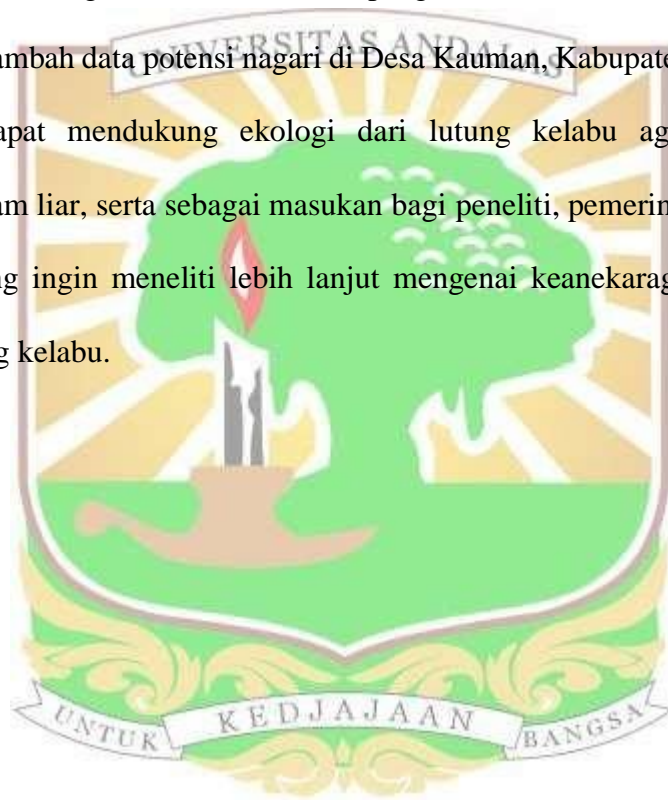 UNIVERSITAS ANDALAS
ambah data potensi nagari di Desa Kauman, Kabupate
apat mendukung ekologi dari lutung kelabu ag
am liar, serta sebagai masukan bagi peneliti, pemerin
ng ingin meneliti lebih lanjut mengenai keanekarag
g kelabu.
UNTUK KEDJAJAAN BANGSA